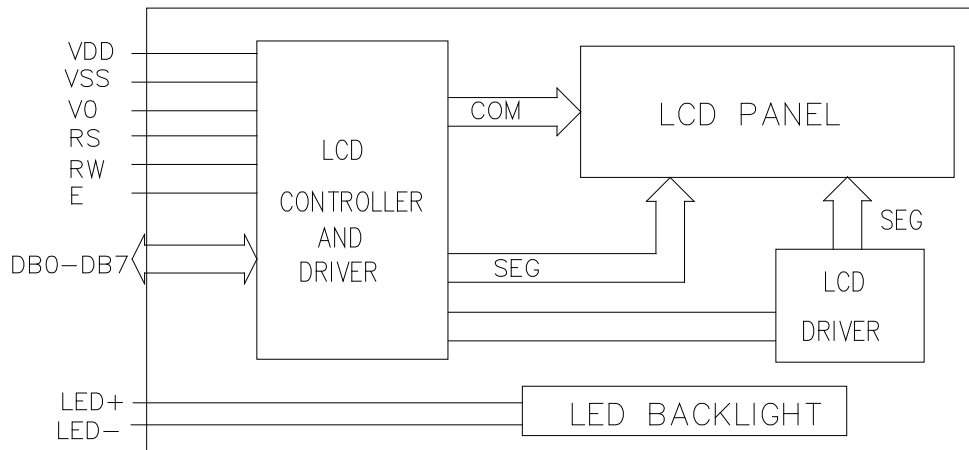 VDD
VSS
V0
RS
RW
E
DB0-DB7
LED+
LED-
LCD
CONTROLLER
AND
DRIVER
COM
SEG
LCD PANEL
SEG
LCD
DRIVER
LED BACKLIGHT